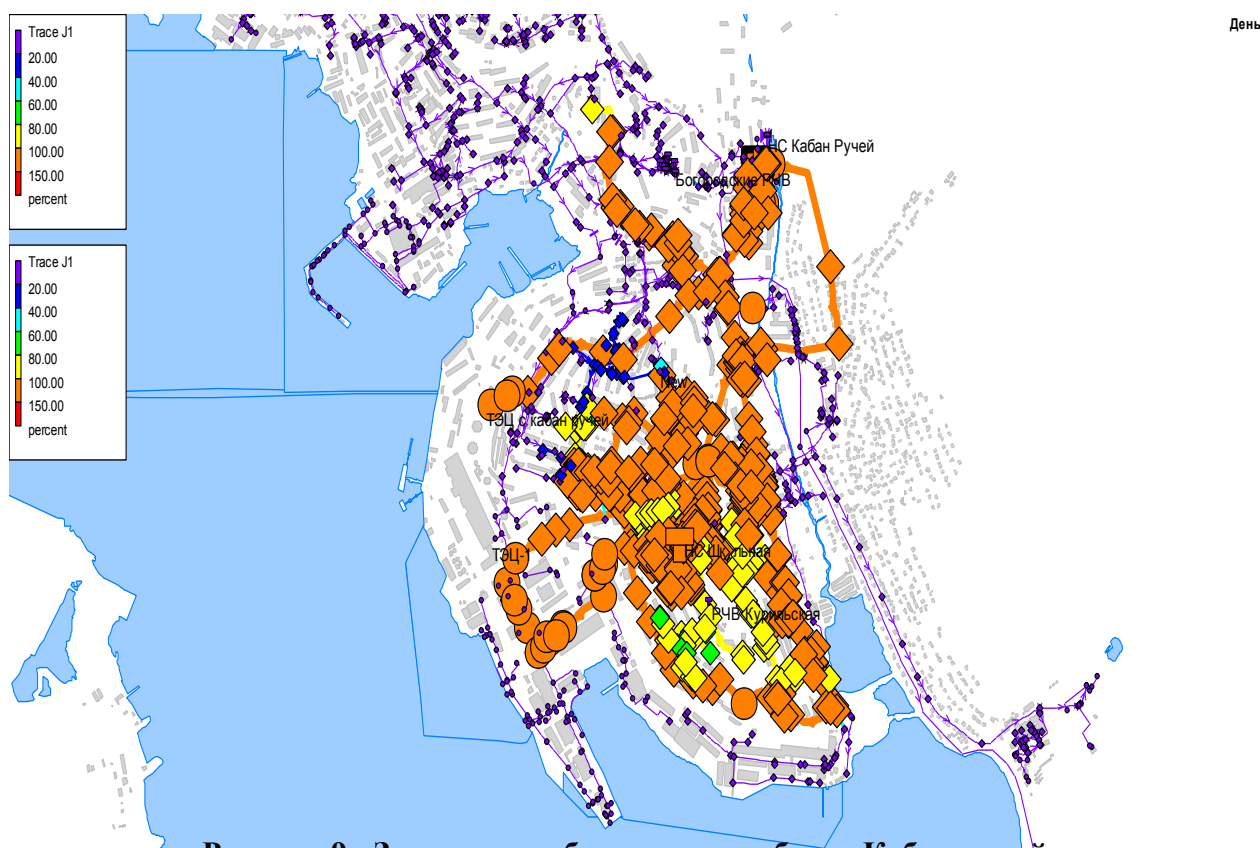 Trace J1
20.00
40.00
60.00
80.00
100.00
150.00
percent
День
НС Кабан Ручей
Trace J1
20.00
40.00
60.00
80.00
100.00
150.00
percent
New
ТЭЦ с кабан ручей
ТЭЦ-1
НС Школьная
РЧВ Курильская